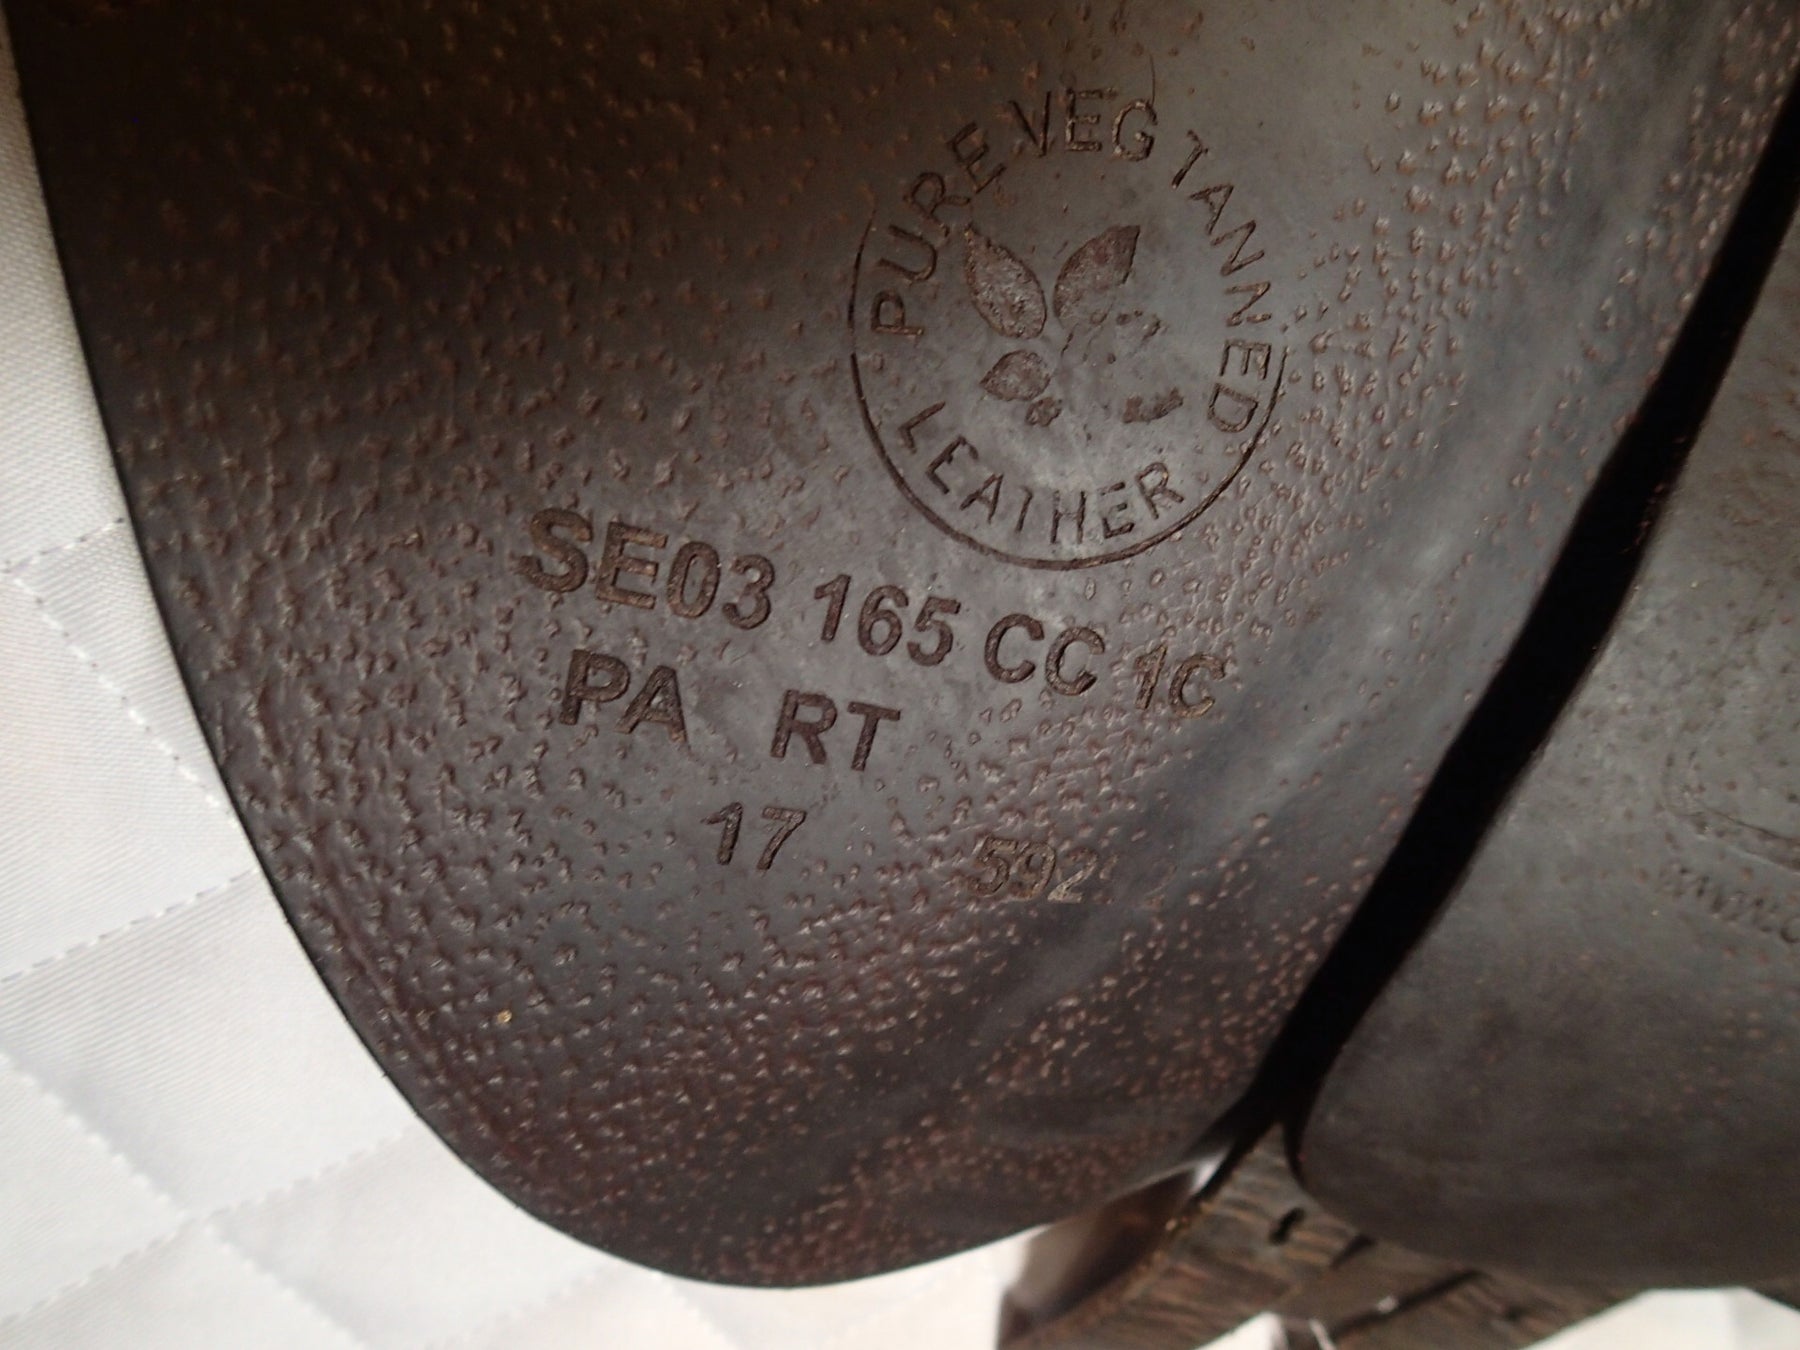 PURE VEG TANNED
LEATHER
SE03 165 CC 1C
PA RT
17 592